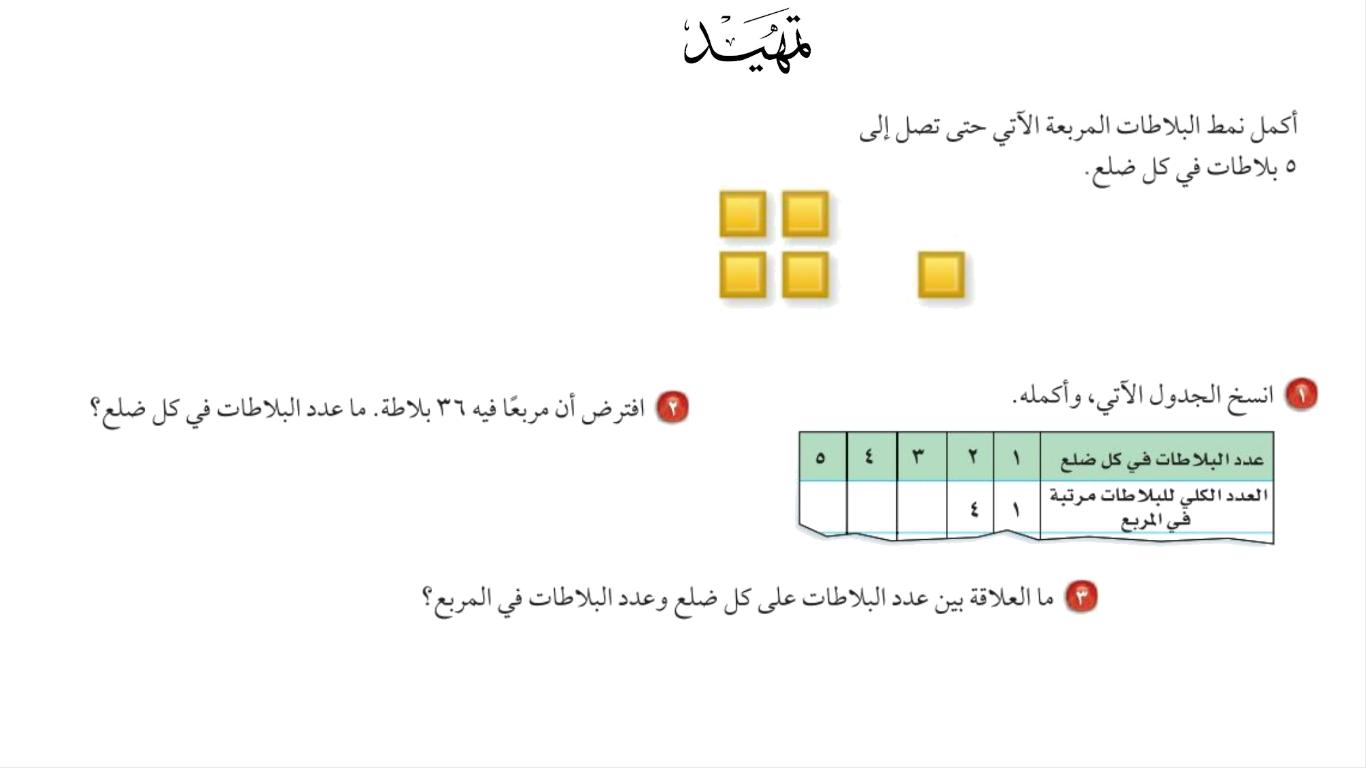 تمهيد
أكمل نمط البلاطات المربعة الآتي حتى تصل إلى
٥ بلاطات في كل ضلع.
١ انسخ الجدول الآتي، وأكمله.
عدد البلاطات في كل ضلع ١ ٢ ٣ ٤ ٥
العدد الكلي للبلاطات مرتبة
في المربع ١ ٤
٢ افترض أن مربعًا فيه ٣٦ بلاطة. ما عدد البلاطات في كل ضلع؟
٣ ما العلاقة بين عدد البلاطات على كل ضلع وعدد البلاطات في المربع؟